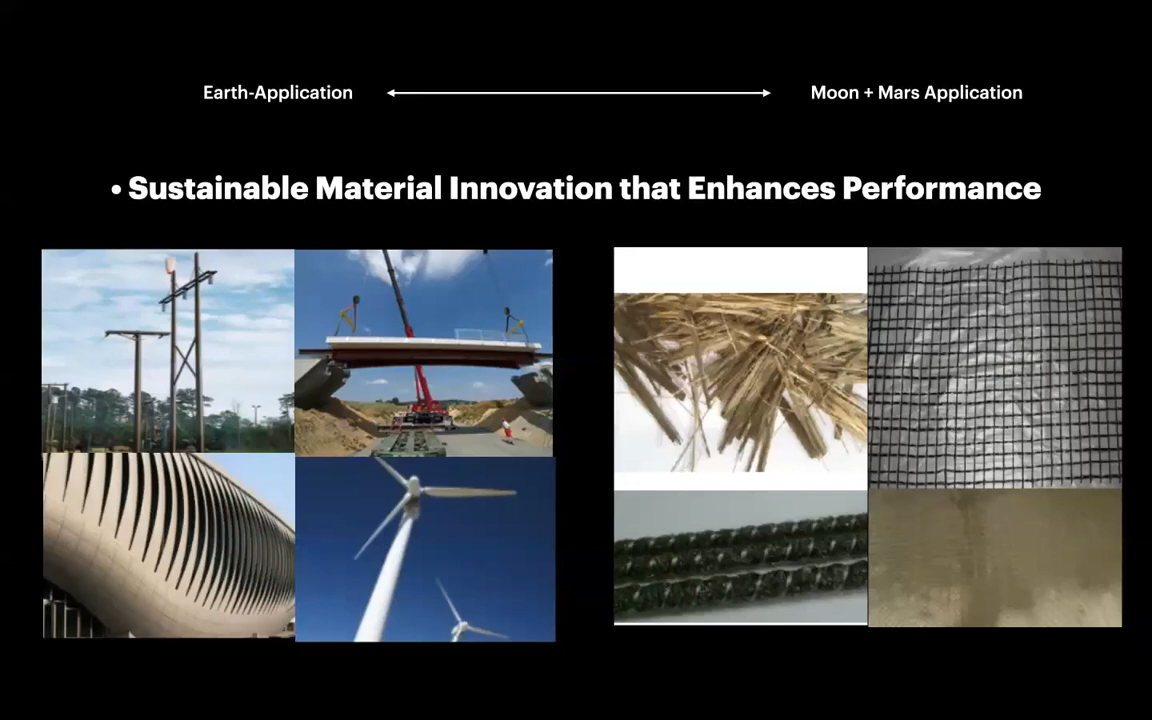 Earth-Application
Moon + Mars Application
• Sustainable Material Innovation that Enhances Performance